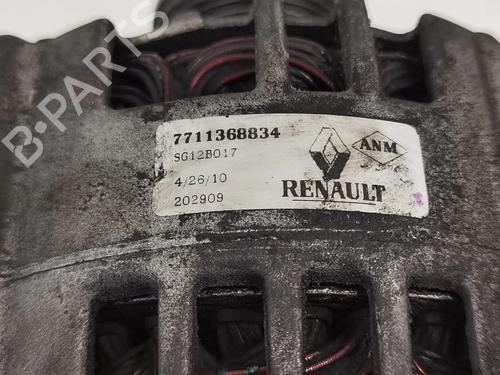 7711368834
SG12B017
4/26/10
202909
RENAULT
ANM
B-Parts